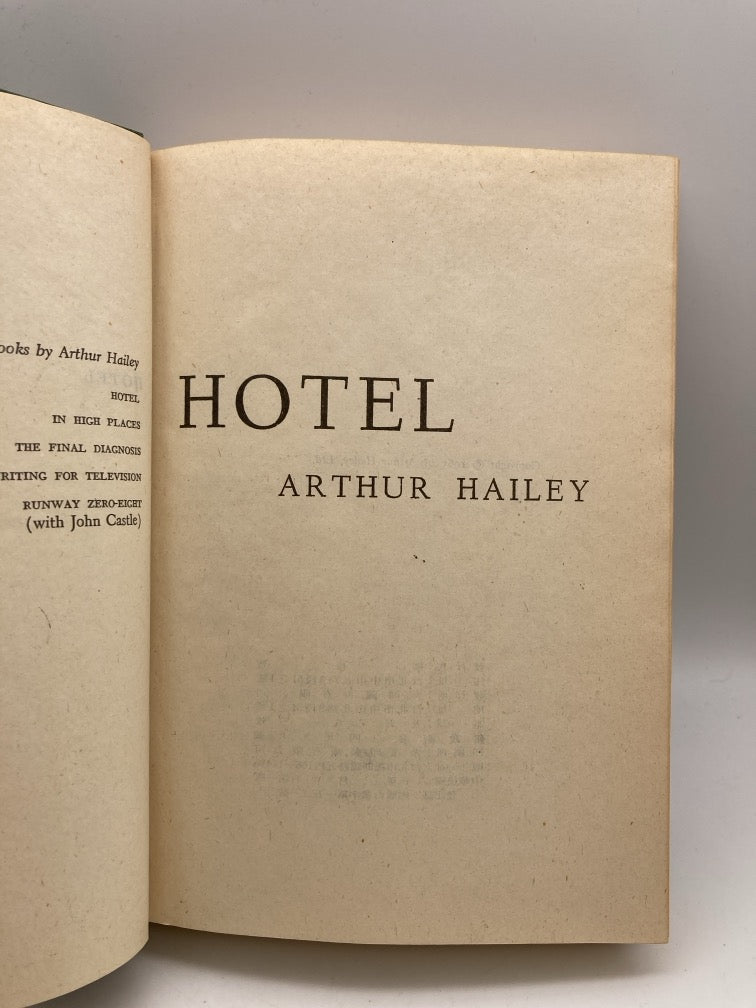 ooks by Arthur Hailey
HOTEL
IN HIGH PLACES
THE FINAL DIAGNOSIS
RITING FOR TELEVISION
RUNWAY ZERO-EIGHT
(with John Castle)
HOTEL
ARTHUR HAILEY